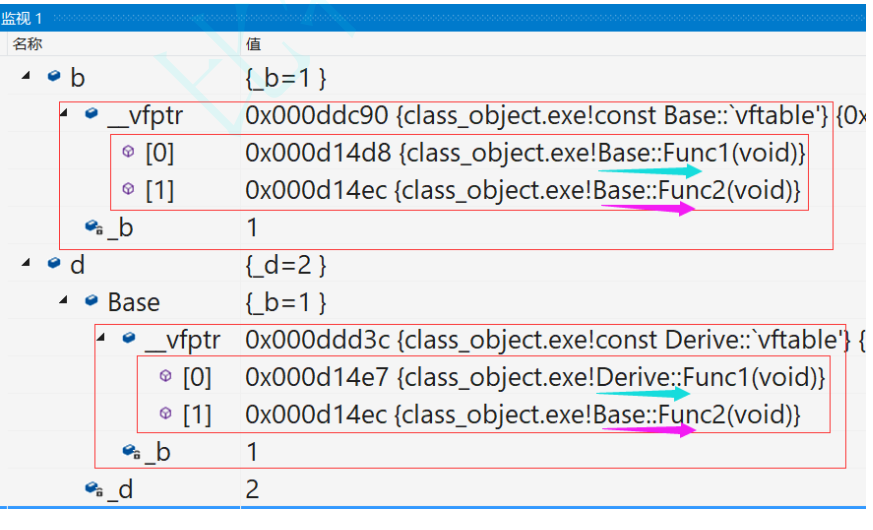 监视 1
名称 值
b {_b=1 }
__vfptr 0x000ddc90 {class_object.exe!const Base::`vftable'} {0x
[0] 0x000d14d8 {class_object.exe!Base::Func1(void)}
[1] 0x000d14ec {class_object.exe!Base::Func2(void)}
_b 1
d {_d=2 }
Base {_b=1 }
__vfptr 0x000ddd3c {class_object.exe!const Derive::`vftable'} {
[0] 0x000d14e7 {class_object.exe!Derive::Func1(void)}
[1] 0x000d14ec {class_object.exe!Base::Func2(void)}
_b 1
_d 2